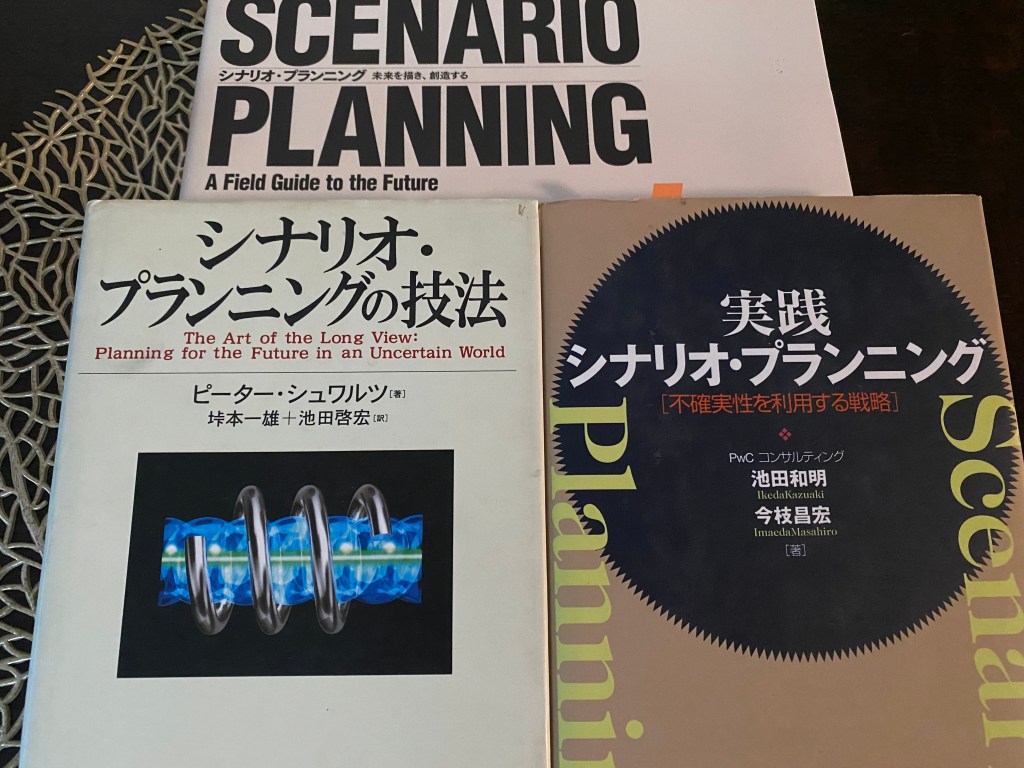 SCENARIO
シナリオ・プランニング 未来を描き、創造する
PLANNING
A Field Guide to the Future
シナリオ・
プランニングの技法
The Art of the Long View:
Planning for the Future in an Uncertain World
ピーター・シュワルツ[著]
垰本一雄+池田啓宏[訳]
実践
シナリオ・プランニング
[不確実性を利用する戦略]
PwC コンサルティング
池田和明
IkedaKazuaki
今枝昌宏
ImaedaMasahiro
[著]
Planni
Scenar